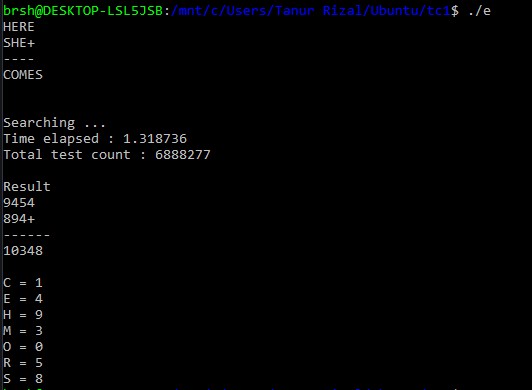 brsh@DESKTOP-LSL5JSB:/mnt/c/Users/Tanur Rizal/Ubuntu/tc1$ ./e
HERE
SHE+
----
COMES
Searching ...
Time elapsed : 1.318736
Total test count : 6888277
Result
9454
894+
------
10348
C = 1
E = 4
H = 9
M = 3
O = 0
R = 5
S = 8